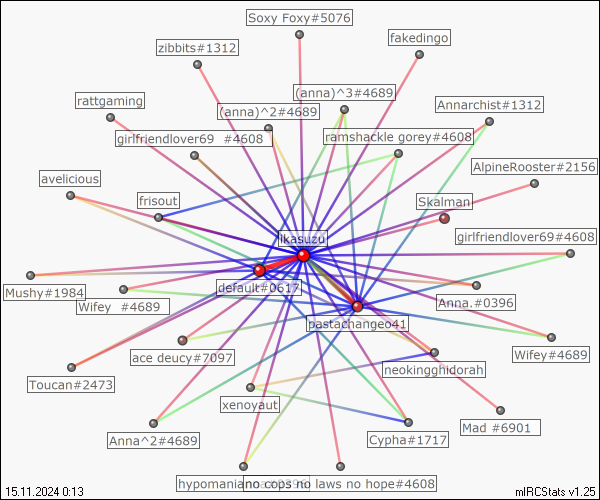 Soxy Foxy#5076
fakedingo
zibbits#1312
(anna)^3#4689
rattgaming
(anna)^2#4689
Annarchist#1312
girlfriendlover69 #4608
ramshackle gorey#4608
AlpineRooster#2156
avelicious
frisout
Skalman
likasuzu
girlfriendlover69#4608
default#0617
Mushy#1984
Wifey #4689
Anna.#0396
pastachangeo41
ace deucy#7097
Wifey#4689
neokingghidorah
Toucan#2473
xenoyaut
Mad #6901
Anna^2#4689
Cypha#1717
hypomania
no cops no laws no hope#4608
15.11.2024 0:13
mIRCStats v1.25